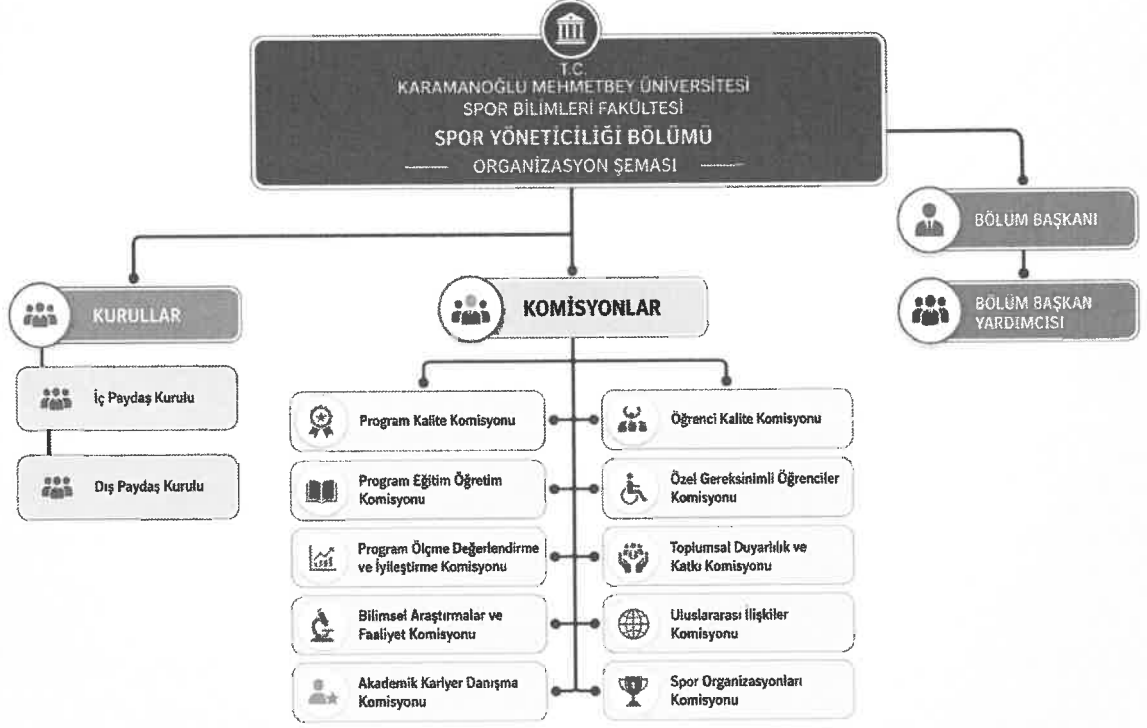 T.C.
KARAMANOĞLU MEHMETBEY ÜNİVERSİTESİ
SPOR BİLİMLERİ FAKÜLTESİ
SPOR YÖNETİCİLİĞİ BÖLÜMÜ
ORGANİZASYON ŞEMASI
BÖLÜM BAŞKANI
BÖLÜM BAŞKAN
YARDIMCISI
KURULLAR
İç Paydaş Kurulu
Dış Paydaş Kurulu
KOMİSYONLAR
Program Kalite Komisyonu
Program Eğitim Öğretim
Komisyonu
Program Ölçme Değerlendirme
ve İyileştirme Komisyonu
Bilimsel Araştırmalar ve
Faaliyet Komisyonu
Akademik Kariyer Danışma
Komisyonu
Öğrenci Kalite Komisyonu
Özel Gereksinimli Öğrenciler
Komisyonu
Toplumsal Duyarlılık ve
Katkı Komisyonu
Uluslararası İlişkiler
Komisyonu
Spor Organizasyonları
Komisyonu